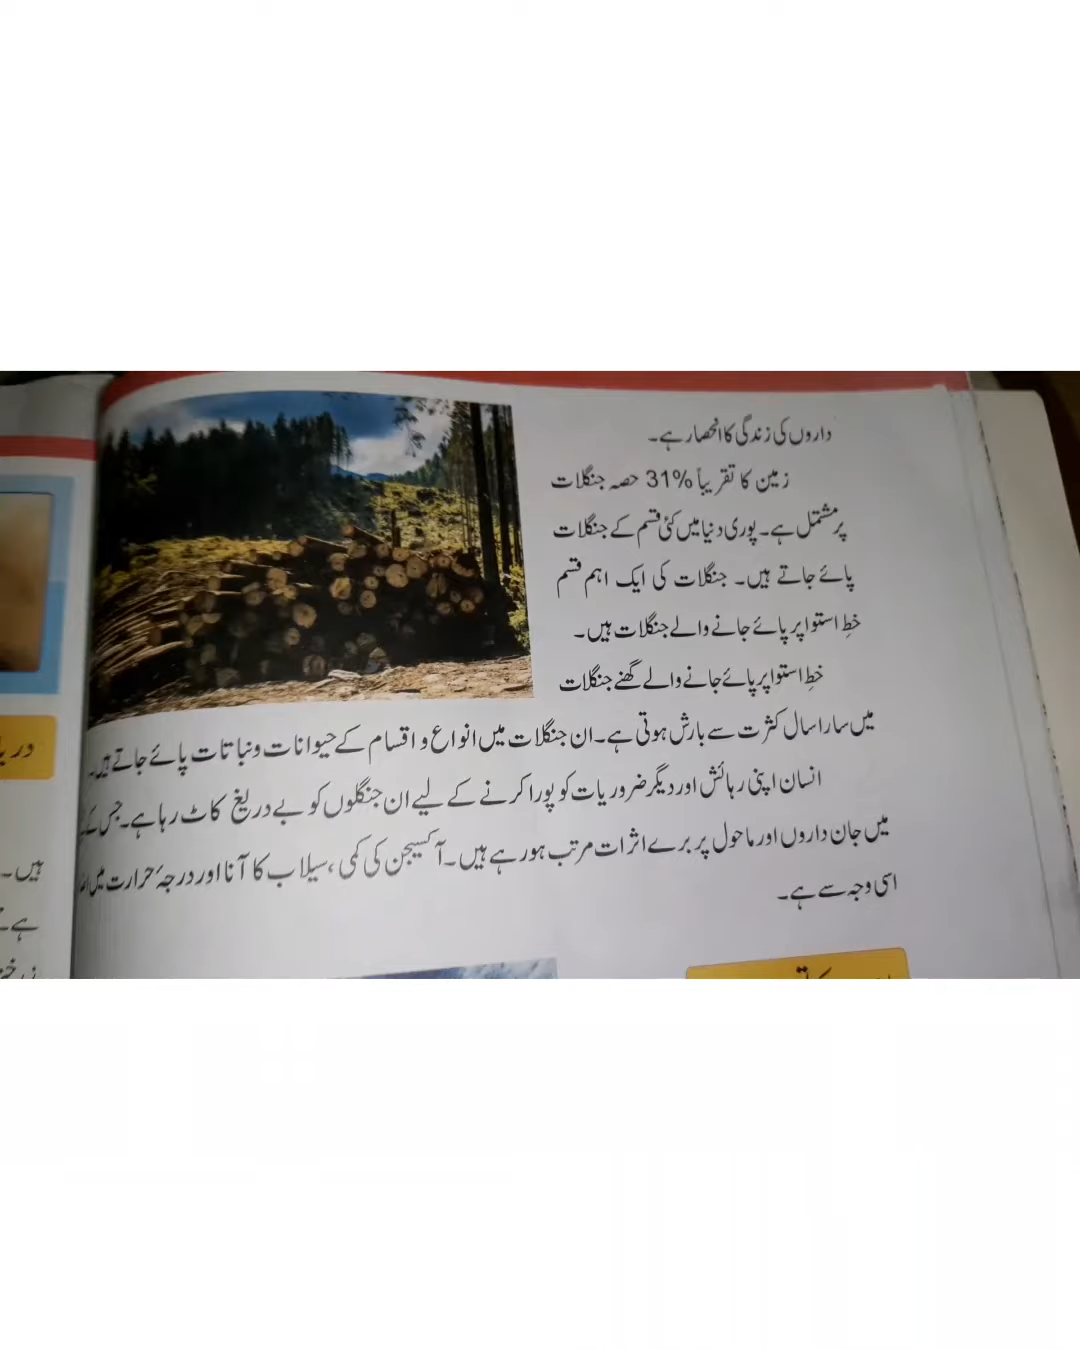 داروں کی زندگی کا انحصار ہے۔
زمین کا تقریباً 31% حصہ جنگلات
پر مشتمل ہے۔ پوری دنیا میں کئی قسم کے جنگلات
پائے جاتے ہیں۔ جنگلات کی ایک اہم قسم
خطِ استوا پر پائے جانے والے جنگلات ہیں۔
خطِ استوا پر پائے جانے والے گھنے جنگلات
میں سارا سال کثرت سے بارش ہوتی ہے۔ ان جنگلات میں انواع و اقسام کے حیوانات و نباتات پائے جاتے ہیں۔
انسان اپنی رہائش اور دیگر ضروریات کو پورا کرنے کے لیے ان جنگلوں کو بے دریغ کاٹ رہا ہے۔ جس کے
میں جان داروں اور ماحول پر برے اثرات مرتب ہو رہے ہیں۔ آکسیجن کی کمی، سیلاب کا آنا اور درجۂ حرارت میں
اسی وجہ سے ہے۔
ہیں۔
ہے۔